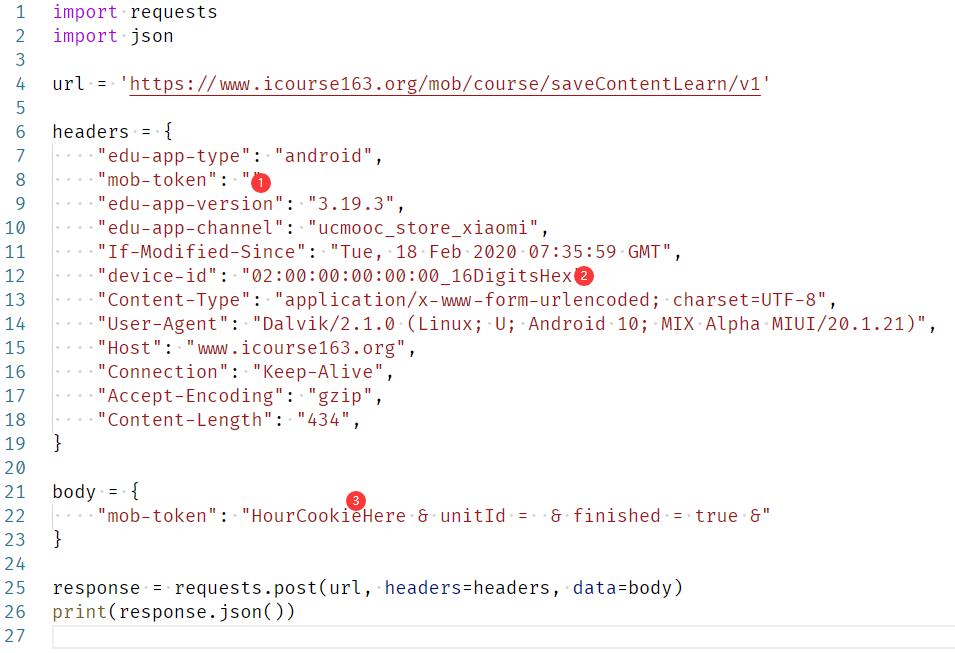 1 import requests
2 import json
3
4 url = 'https://www.icourse163.org/mob/course/saveContentLearn/v1'
5
6 headers = {
7     "edu-app-type": "android",
8     "mob-token": " 1
9     "edu-app-version": "3.19.3",
10     "edu-app-channel": "ucmooc_store_xiaomi",
11     "If-Modified-Since": "Tue, 18 Feb 2020 07:35:59 GMT",
12     "device-id": "02:00:00:00:00:00_16DigitsHex 2
13     "Content-Type": "application/x-www-form-urlencoded; charset=UTF-8",
14     "User-Agent": "Dalvik/2.1.0 (Linux; U; Android 10; MIX Alpha MIUI/20.1.21)",
15     "Host": "www.icourse163.org",
16     "Connection": "Keep-Alive",
17     "Accept-Encoding": "gzip",
18     "Content-Length": "434",
19 }
20
21 body = {
3
22     "mob-token": "HourCookieHere & unitId =  & finished = true &"
23 }
24
25 response = requests.post(url, headers=headers, data=body)
26 print(response.json())
27